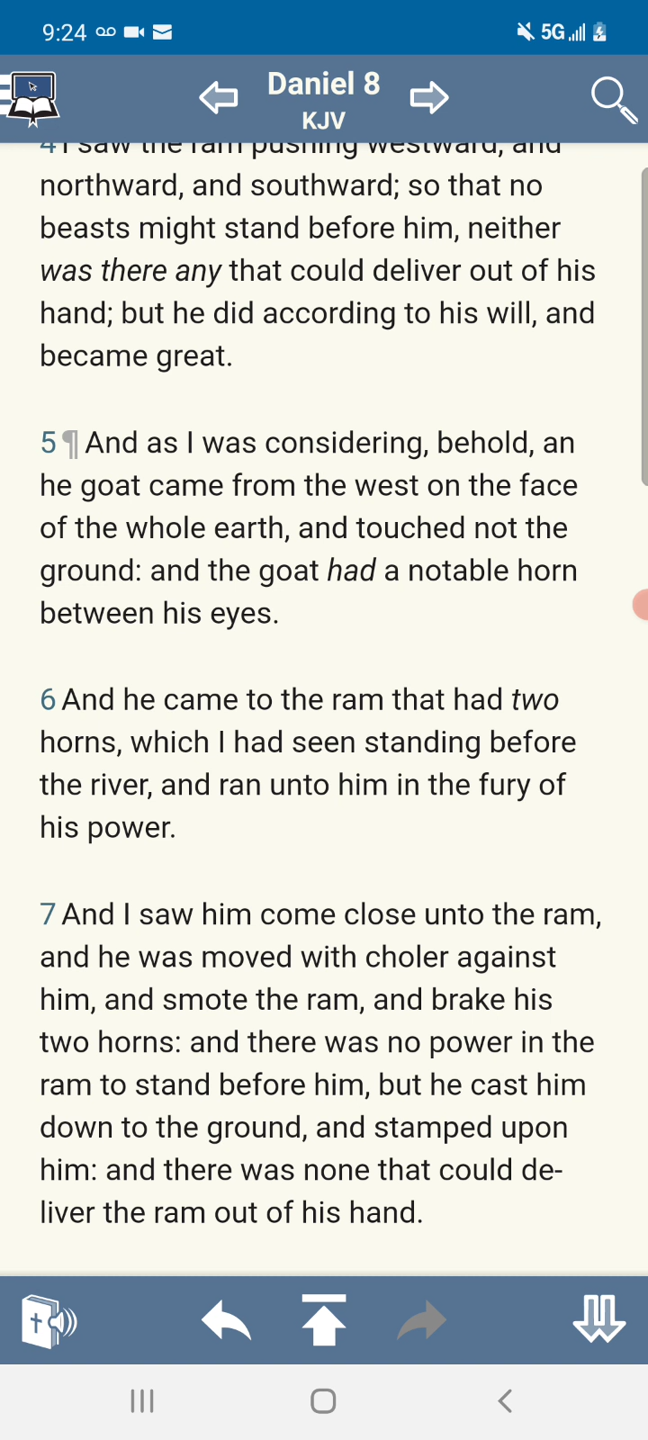 9:24
5G
Daniel 8
KJV
4 I saw the ram pushing westward, and
northward, and southward; so that no
beasts might stand before him, neither
was there any that could deliver out of his
hand; but he did according to his will, and
became great.
5 ¶ And as I was considering, behold, an
he goat came from the west on the face
of the whole earth, and touched not the
ground: and the goat had a notable horn
between his eyes.
6 And he came to the ram that had two
horns, which I had seen standing before
the river, and ran unto him in the fury of
his power.
7 And I saw him come close unto the ram,
and he was moved with choler against
him, and smote the ram, and brake his
two horns: and there was no power in the
ram to stand before him, but he cast him
down to the ground, and stamped upon
him: and there was none that could de-
liver the ram out of his hand.